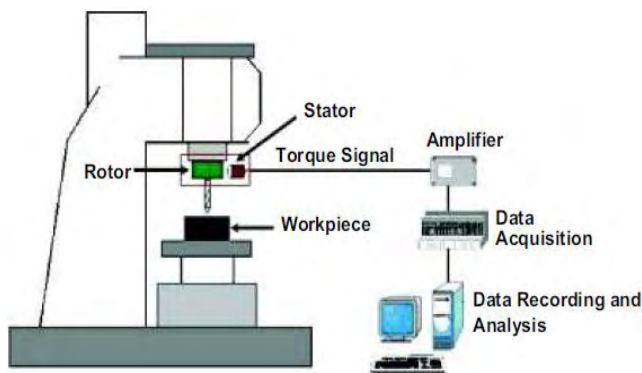 Stator
Amplifier
Torque Signal
Rotor
Workpiece
Data
Acquisition
Data Recording and
Analysis